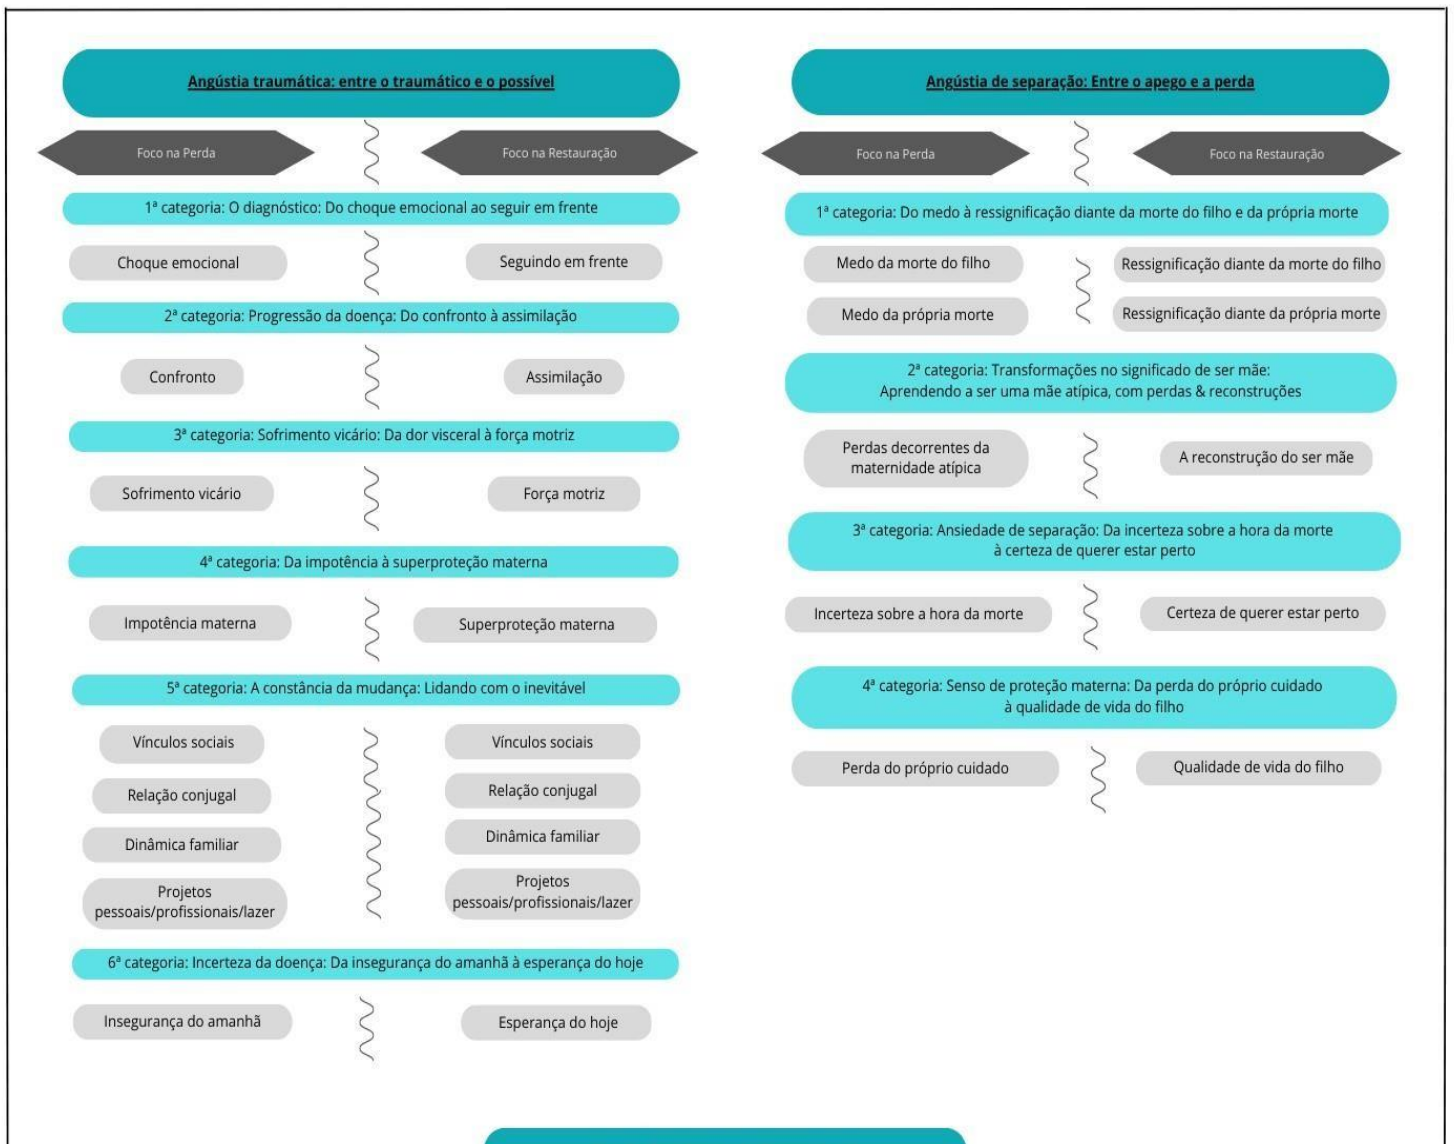 Angústia traumática: entre o traumático e o possível
Foco na Perda
Foco na Restauração
1ª categoria: O diagnóstico: Do choque emocional ao seguir em frente
Choque emocional
Seguindo em frente
2ª categoria: Progressão da doença: Do confronto à assimilação
Confronto
Assimilação
3ª categoria: Sofrimento vicário: Da dor visceral à força motriz
Sofrimento vicário
Força motriz
4ª categoria: Da impotência à superproteção materna
Impotência materna
Superproteção materna
5ª categoria: A constância da mudança: Lidando com o inevitável
Vínculos sociais
Vínculos sociais
Relação conjugal
Relação conjugal
Dinâmica familiar
Dinâmica familiar
Projetos
pessoais/profissionais/lazer
Projetos
pessoais/profissionais/lazer
6ª categoria: Incerteza da doença: Da insegurança do amanhã à esperança do hoje
Insegurança do amanhã
Esperança do hoje
Angústia de separação: Entre o apego e a perda
Foco na Perda
Foco na Restauração
1ª categoria: Do medo à ressignificação diante da morte do filho e da própria morte
Medo da morte do filho
Ressignificação diante da morte do filho
Medo da própria morte
Ressignificação diante da própria morte
2ª categoria: Transformações no significado de ser mãe:
Aprendendo a ser uma mãe atípica, com perdas & reconstruções
Perdas decorrentes da
maternidade atípica
A reconstrução do ser mãe
3ª categoria: Ansiedade de separação: Da incerteza sobre a hora da morte
à certeza de querer estar perto
Incerteza sobre a hora da morte
Certeza de querer estar perto
4ª categoria: Senso de proteção materna: Da perda do próprio cuidado
à qualidade de vida do filho
Perda do próprio cuidado
Qualidade de vida do filho